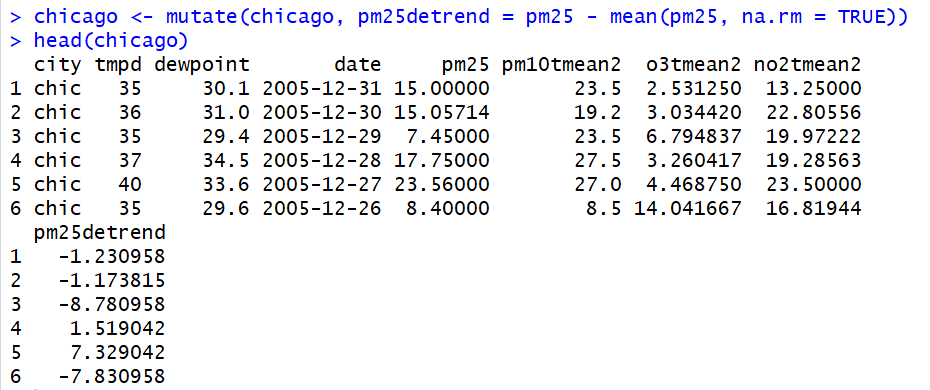 > chicago <- mutate(chicago, pm25detrend = pm25 - mean(pm25, na.rm = TRUE))
> head(chicago)
  city tmpd dewpoint       date     pm25 pm10tmean2  o3tmean2 no2tmean2
1 chic   35     30.1 2005-12-31 15.00000       23.5  2.531250  13.25000
2 chic   36     31.0 2005-12-30 15.05714       19.2  3.034420  22.80556
3 chic   35     29.4 2005-12-29  7.45000       23.5  6.794837  19.97222
4 chic   37     34.5 2005-12-28 17.75000       27.5  3.260417  19.28563
5 chic   40     33.6 2005-12-27 23.56000       27.0  4.468750  23.50000
6 chic   35     29.6 2005-12-26  8.40000        8.5 14.041667  16.81944
  pm25detrend
1   -1.230958
2   -1.173815
3   -8.780958
4    1.519042
5    7.329042
6   -7.830958